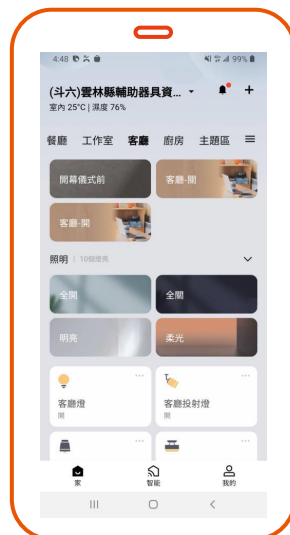 4:48 99%
(斗六)雲林縣輔助器具資...
室內 25°C | 濕度 76%
餐廳 工作室 客廳 廚房 主題區
開幕儀式前 客廳-關
客廳-開
照明 | 10個燈亮
全開 全關
明亮 柔光
客廳燈 客廳投射燈
開 開
家 智能 我的